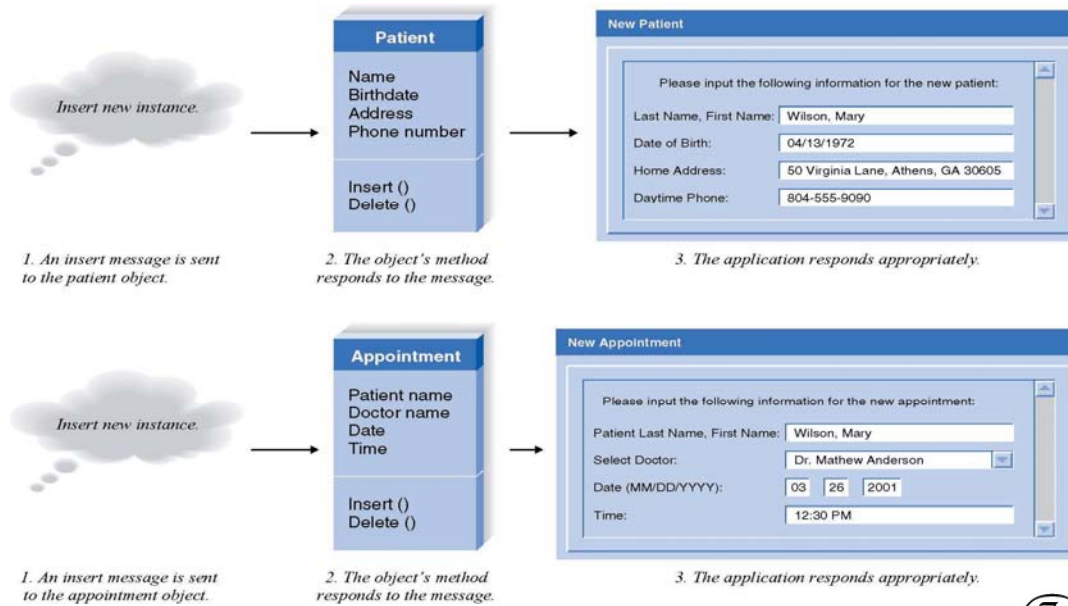 Insert new instance.
Patient
Name
Birthdate
Address
Phone number
Insert ()
Delete ()
New Patient
Please input the following information for the new patient:
Last Name, First Name: Wilson, Mary
Date of Birth: 04/13/1972
Home Address: 50 Virginia Lane, Athens, GA 30605
Daytime Phone: 804-555-9090
1. An insert message is sent
to the patient object.
2. The object's method
responds to the message.
3. The application responds appropriately.
Insert new instance.
Appointment
Patient name
Doctor name
Date
Time
Insert ()
Delete ()
New Appointment
Please input the following information for the new appointment:
Patient Last Name, First Name: Wilson, Mary
Select Doctor: Dr. Mathew Anderson
Date (MM/DD/YYYY): 03 26 2001
Time: 12:30 PM
1. An insert message is sent
to the appointment object.
2. The object's method
responds to the message.
3. The application responds appropriately.